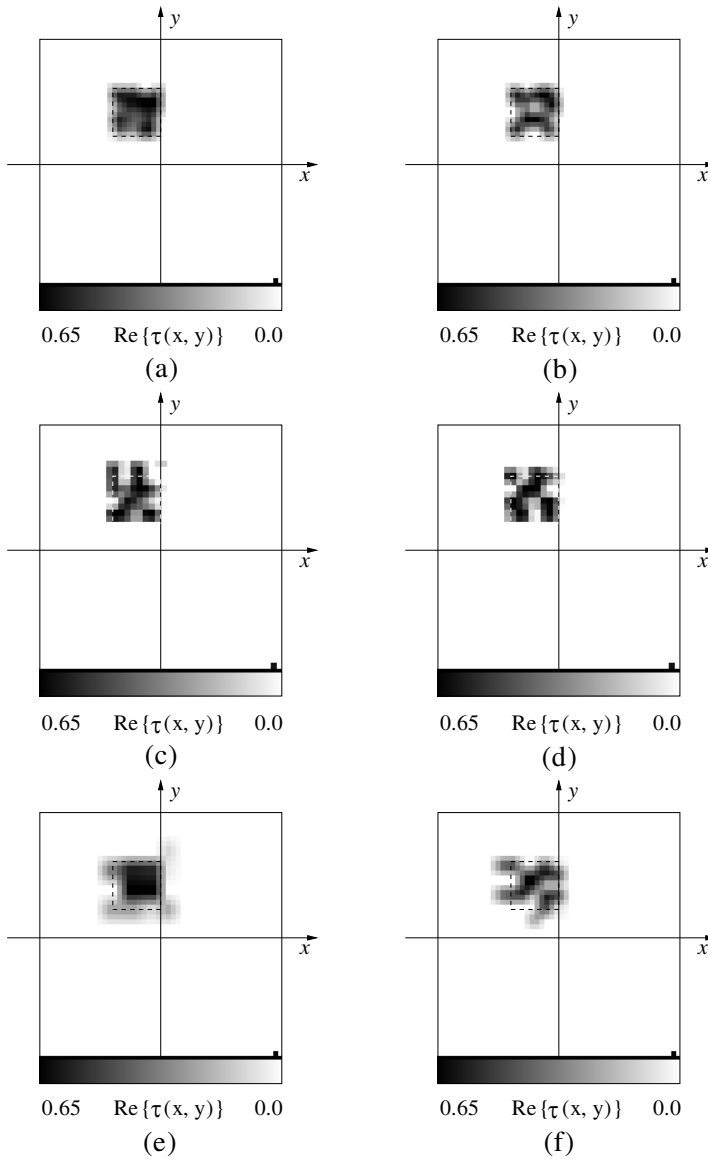 y
y
x
x
0.65 Re{τ(x, y)} 0.0
0.65 Re{τ(x, y)} 0.0
(a)
(b)
y
y
x
x
0.65 Re{τ(x, y)} 0.0
0.65 Re{τ(x, y)} 0.0
(c)
(d)
y
y
x
x
0.65 Re{τ(x, y)} 0.0
0.65 Re{τ(x, y)} 0.0
(e)
(f)